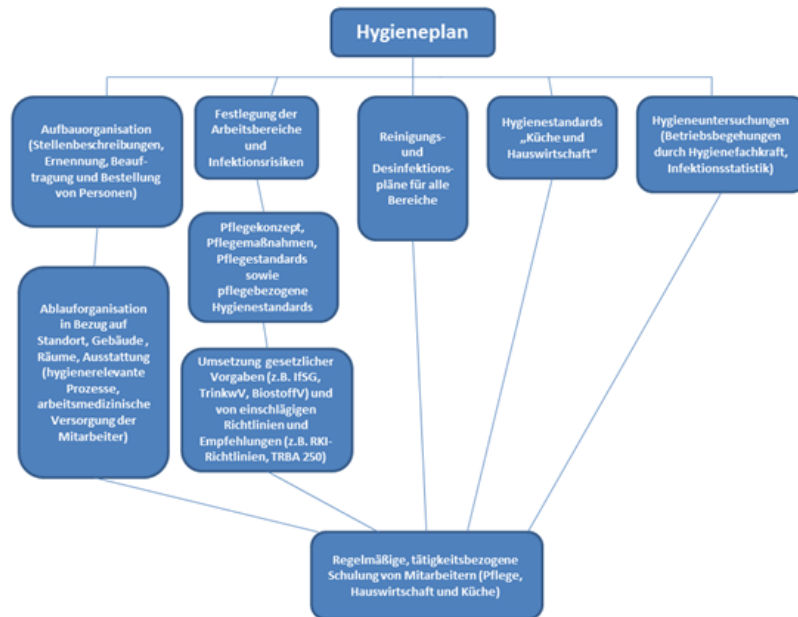 Hygieneplan
Aufbauorganisation
(Stellenbeschreibungen,
Ernennung, Beauf-
tragung und Bestellung
von Personen)
Festlegung der
Arbeitsbereiche
und
Infektionsrisiken
Reinigungs-
und
Desinfektions-
pläne für alle
Bereiche
Hygienestandards
„Küche und
Hauswirtschaft“
Hygieneuntersuchungen
(Betriebsbegehungen
durch Hygienefachkraft,
Infektionsstatistik)
Pflegekonzept,
Pflegemaßnahmen,
Pflegestandards
sowie
pflegebezogene
Hygienestandards
Ablauforganisation
in Bezug auf
Standort, Gebäude ,
Räume, Ausstattung
(hygienerelevante
Prozesse,
arbeitsmedizinische
Versorgung der
Mitarbeiter)
Umsetzung gesetzlicher
Vorgaben (z.B. IfSG,
TrinkwV, BiostoffV) und
von einschlägigen
Richtlinien und
Empfehlungen (z.B. RKI-
Richtlinien, TRBA 250)
Regelmäßige, tätigkeitsbezogene
Schulung von Mitarbeitern (Pflege,
Hauswirtschaft und Küche)